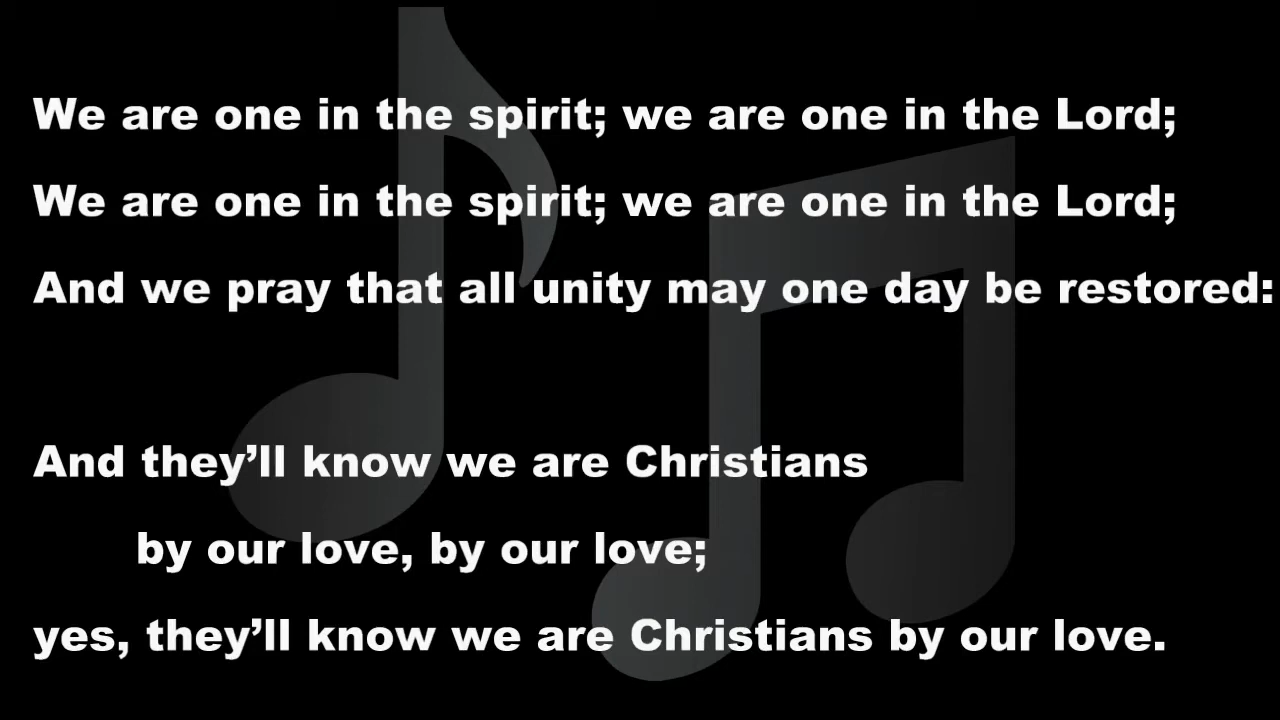 We are one in the spirit; we are one in the Lord;
We are one in the spirit; we are one in the Lord;
And we pray that all unity may one day be restored:
And they’ll know we are Christians
by our love, by our love;
yes, they’ll know we are Christians by our love.